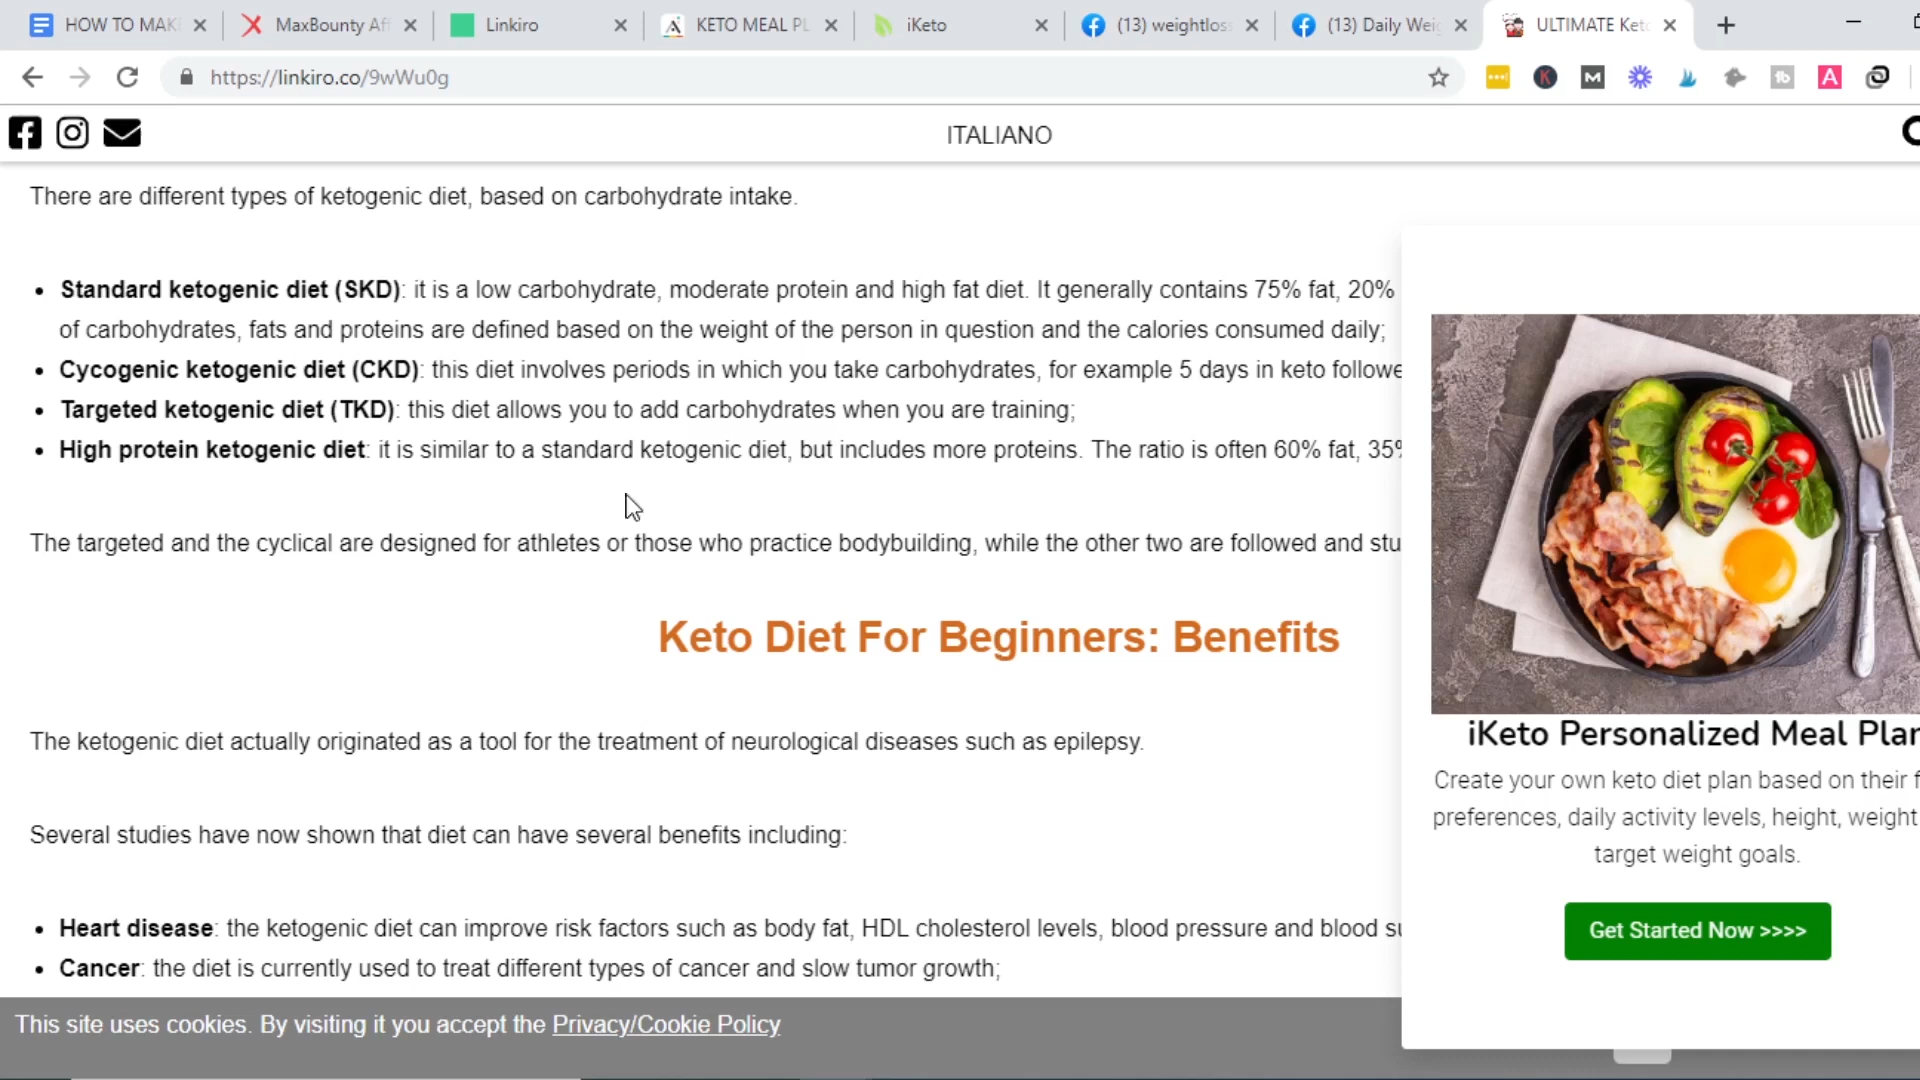 HOW TO MAK
MaxBounty Af
Linkiro
KETO MEAL PL
iKeto
(13) weightlos
(13) Daily Wei
ULTIMATE Ket
https://linkiro.co/9wWu0g
ITALIANO
There are different types of ketogenic diet, based on carbohydrate intake.
Standard ketogenic diet (SKD): it is a low carbohydrate, moderate protein and high fat diet. It generally contains 75% fat, 20%
of carbohydrates, fats and proteins are defined based on the weight of the person in question and the calories consumed daily;
Cycogenic ketogenic diet (CKD): this diet involves periods in which you take carbohydrates, for example 5 days in keto followe
Targeted ketogenic diet (TKD): this diet allows you to add carbohydrates when you are training;
High protein ketogenic diet: it is similar to a standard ketogenic diet, but includes more proteins. The ratio is often 60% fat, 35%
The targeted and the cyclical are designed for athletes or those who practice bodybuilding, while the other two are followed and stu
Keto Diet For Beginners: Benefits
The ketogenic diet actually originated as a tool for the treatment of neurological diseases such as epilepsy.
Several studies have now shown that diet can have several benefits including:
Heart disease: the ketogenic diet can improve risk factors such as body fat, HDL cholesterol levels, blood pressure and blood su
Cancer: the diet is currently used to treat different types of cancer and slow tumor growth;
This site uses cookies. By visiting it you accept the Privacy/Cookie Policy
iKeto Personalized Meal Plan
Create your own keto diet plan based on their f
preferences, daily activity levels, height, weight
target weight goals.
Get Started Now >>>>